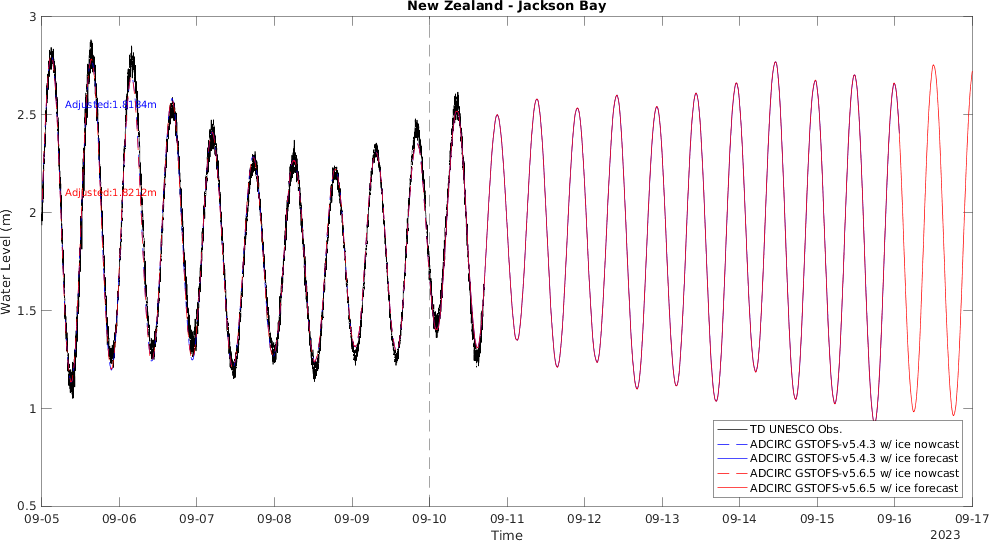 New Zealand - Jackson Bay
Water Level (m)
3
2.5
2
1.5
1
0.5
Adjusted:1.8184m
Adjusted:1.8212m
TD UNESCO Obs.
ADCIRC GSTOFS-v5.4.3 w/ ice nowcast
ADCIRC GSTOFS-v5.4.3 w/ ice forecast
ADCIRC GSTOFS-v5.6.5 w/ ice nowcast
ADCIRC GSTOFS-v5.6.5 w/ ice forecast
09-05 09-06 09-07 09-08 09-09 09-10 09-11 09-12 09-13 09-14 09-15 09-16 09-17
Time
2023